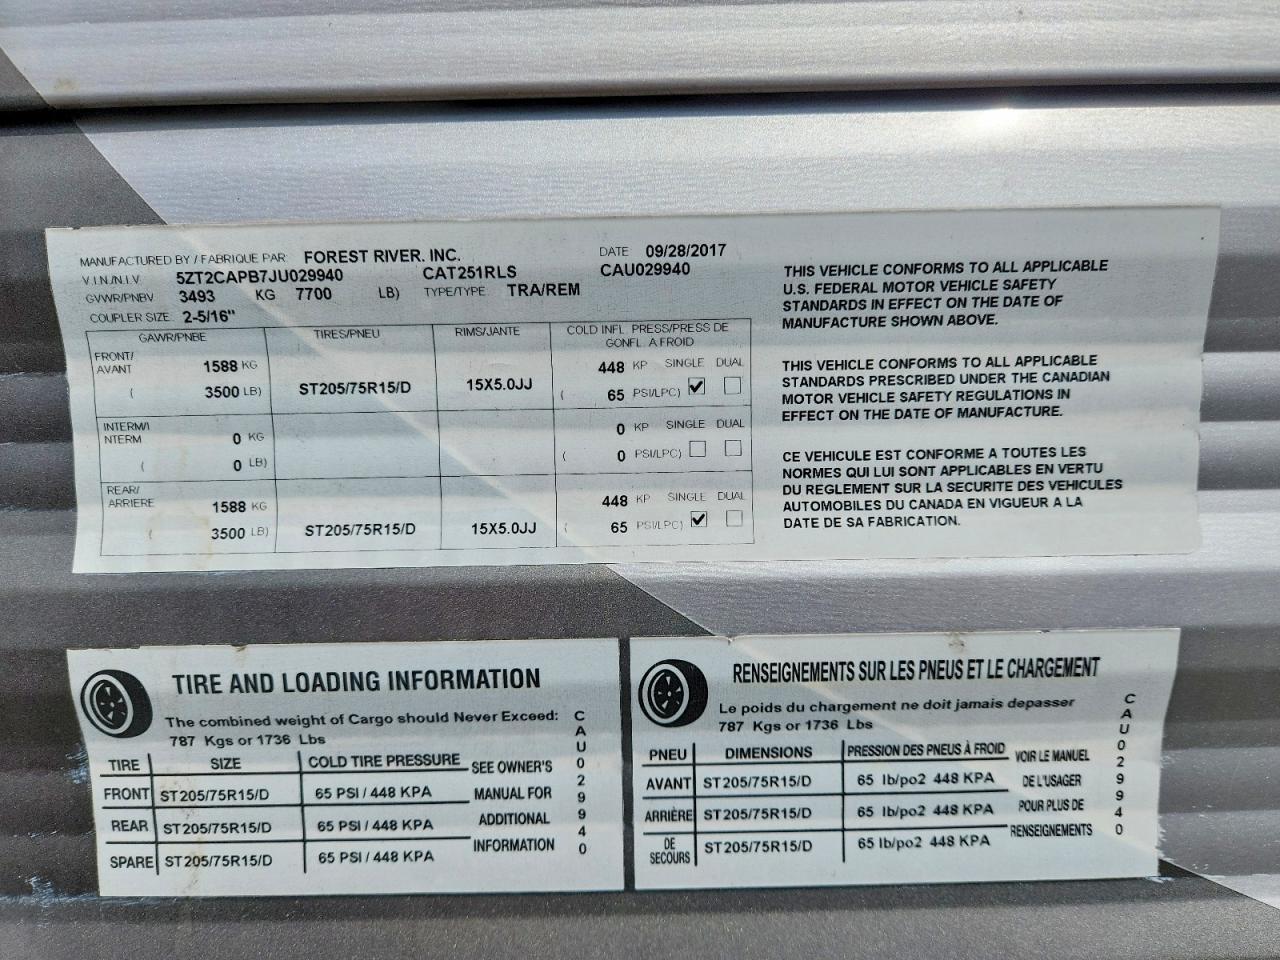 MANUFACTURED BY / FABRIQUE PAR: FOREST RIVER. INC. DATE 09/28/2017
V.I.N./N.I.V. 5ZT2CAPB7JU029940 CAT251RLS CAU029940
GVWR/PNBV 3493 KG 7700 LB) TYPE/TYPE TRA/REM
COUPLER SIZE 2-5/16"
GAWR/PNBE TIRES/PNEU RIMS/JANTE COLD INFL. PRESS/PRESS DE
GONFL. A FROID
FRONT/
AVANT 1588 KG 448 KP SINGLE DUAL
( 3500 LB) ST205/75R15/D 15X5.0JJ ( 65 PSI/LPC)
INTERM/I
NTERM 0 KG 0 KP SINGLE DUAL
( 0 LB) ( 0 PSI/LPC)
REAR/
ARRIERE 1588 KG 448 KP SINGLE DUAL
( 3500 LB) ST205/75R15/D 15X5.0JJ ( 65 PSI/LPC)
THIS VEHICLE CONFORMS TO ALL APPLICABLE
U.S. FEDERAL MOTOR VEHICLE SAFETY
STANDARDS IN EFFECT ON THE DATE OF
MANUFACTURE SHOWN ABOVE.
THIS VEHICLE CONFORMS TO ALL APPLICABLE
STANDARDS PRESCRIBED UNDER THE CANADIAN
MOTOR VEHICLE SAFETY REGULATIONS IN
EFFECT ON THE DATE OF MANUFACTURE.
CE VEHICULE EST CONFORME A TOUTES LES
NORMES QUI LUI SONT APPLICABLES EN VERTU
DU REGLEMENT SUR LA SECURITE DES VEHICULES
AUTOMOBILES DU CANADA EN VIGUEUR A LA
DATE DE SA FABRICATION.
TIRE AND LOADING INFORMATION
The combined weight of Cargo should Never Exceed:
787 Kgs or 1736 Lbs
TIRE SIZE COLD TIRE PRESSURE
FRONT ST205/75R15/D 65 PSI / 448 KPA
REAR ST205/75R15/D 65 PSI / 448 KPA
SPARE ST205/75R15/D 65 PSI / 448 KPA
SEE OWNER'S
MANUAL FOR
ADDITIONAL
INFORMATION
CAU029940
RENSEIGNEMENTS SUR LES PNEUS ET LE CHARGEMENT
Le poids du chargement ne doit jamais depasser
787 Kgs or 1736 Lbs
PNEU DIMENSIONS PRESSION DES PNEUS À FROID
AVANT ST205/75R15/D 65 lb/po2 448 KPA
ARRIÈRE ST205/75R15/D 65 lb/po2 448 KPA
DE
SECOURS ST205/75R15/D 65 lb/po2 448 KPA
VOIR LE MANUEL
DE L'USAGER
POUR PLUS DE
RENSEIGNEMENTS
CAU029940